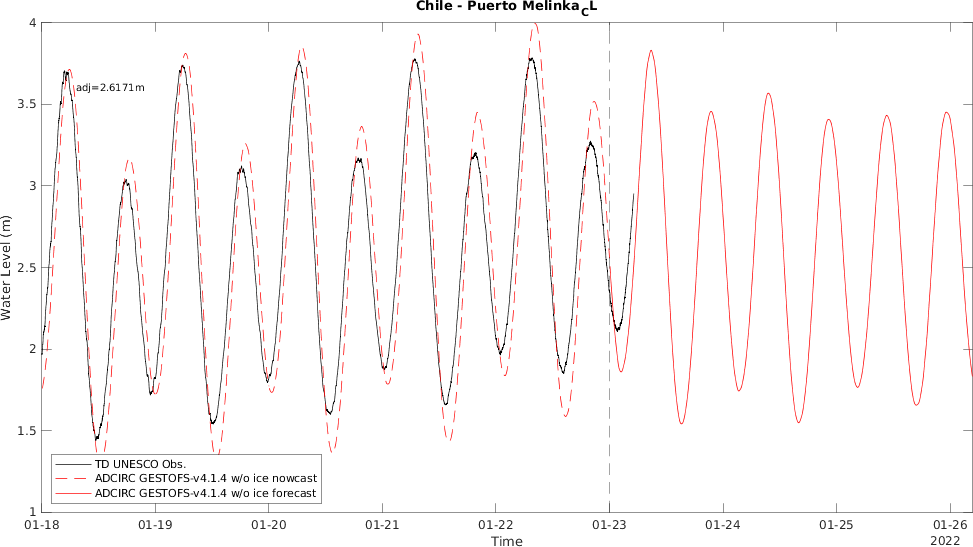 Chile - Puerto Melinka_CL
4
3.5
3
2.5
2
1.5
1
Water Level (m)
adj=2.6171m
TD UNESCO Obs.
ADCIRC GESTOFS-v4.1.4 w/o ice nowcast
ADCIRC GESTOFS-v4.1.4 w/o ice forecast
01-18 01-19 01-20 01-21 01-22 01-23 01-24 01-25 01-26
Time 2022